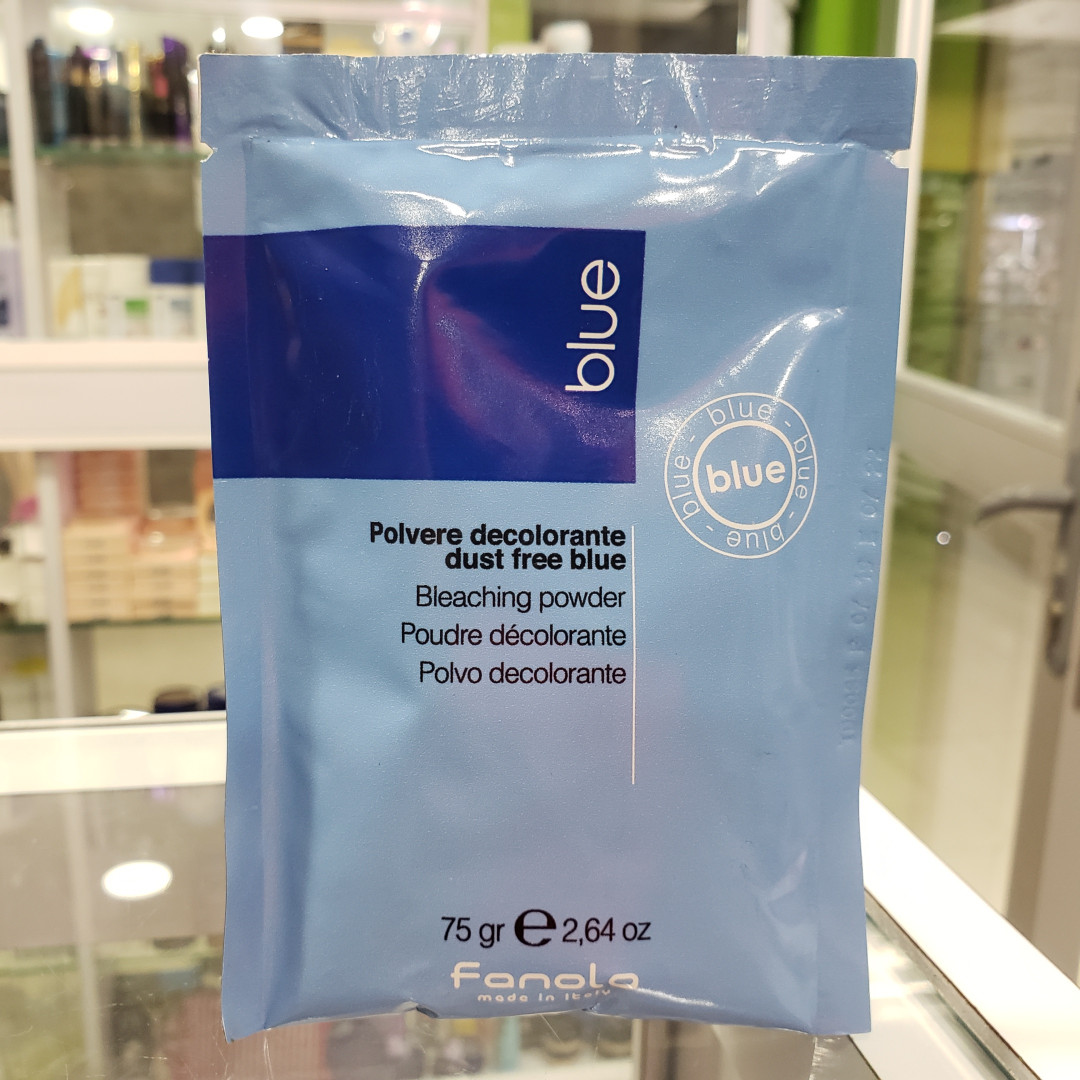 blue
blue - blue - blue - blue -
blue
Polvere decolorante
dust free blue
Bleaching powder
Poudre décolorante
Polvo decolorante
75 gr e 2,64 oz
Fanola
made in Italy